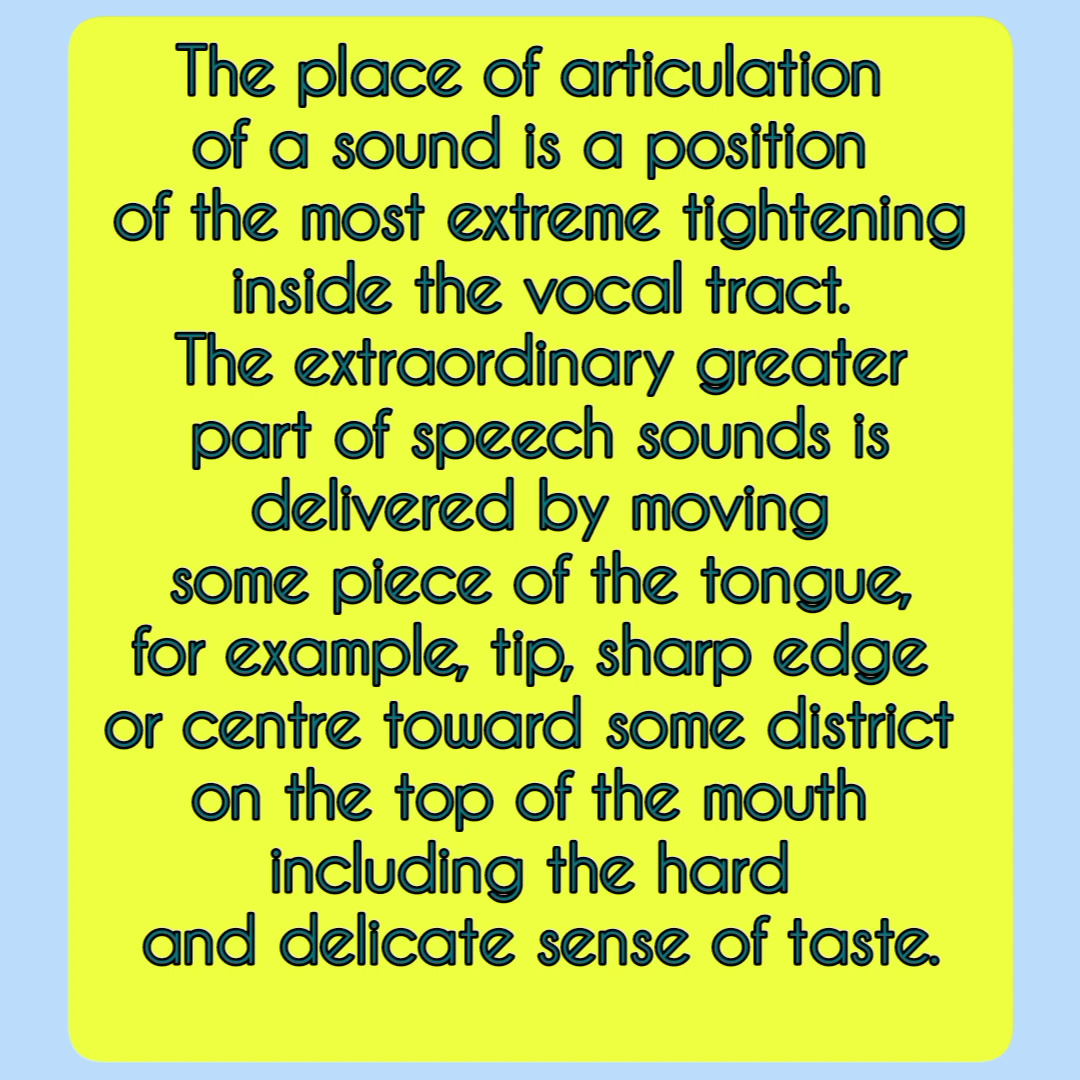 The place of articulation
of a sound is a position
of the most extreme tightening
inside the vocal tract.
The extraordinary greater
part of speech sounds is
delivered by moving
some piece of the tongue,
for example, tip, sharp edge
or centre toward some district
on the top of the mouth
including the hard
and delicate sense of taste.